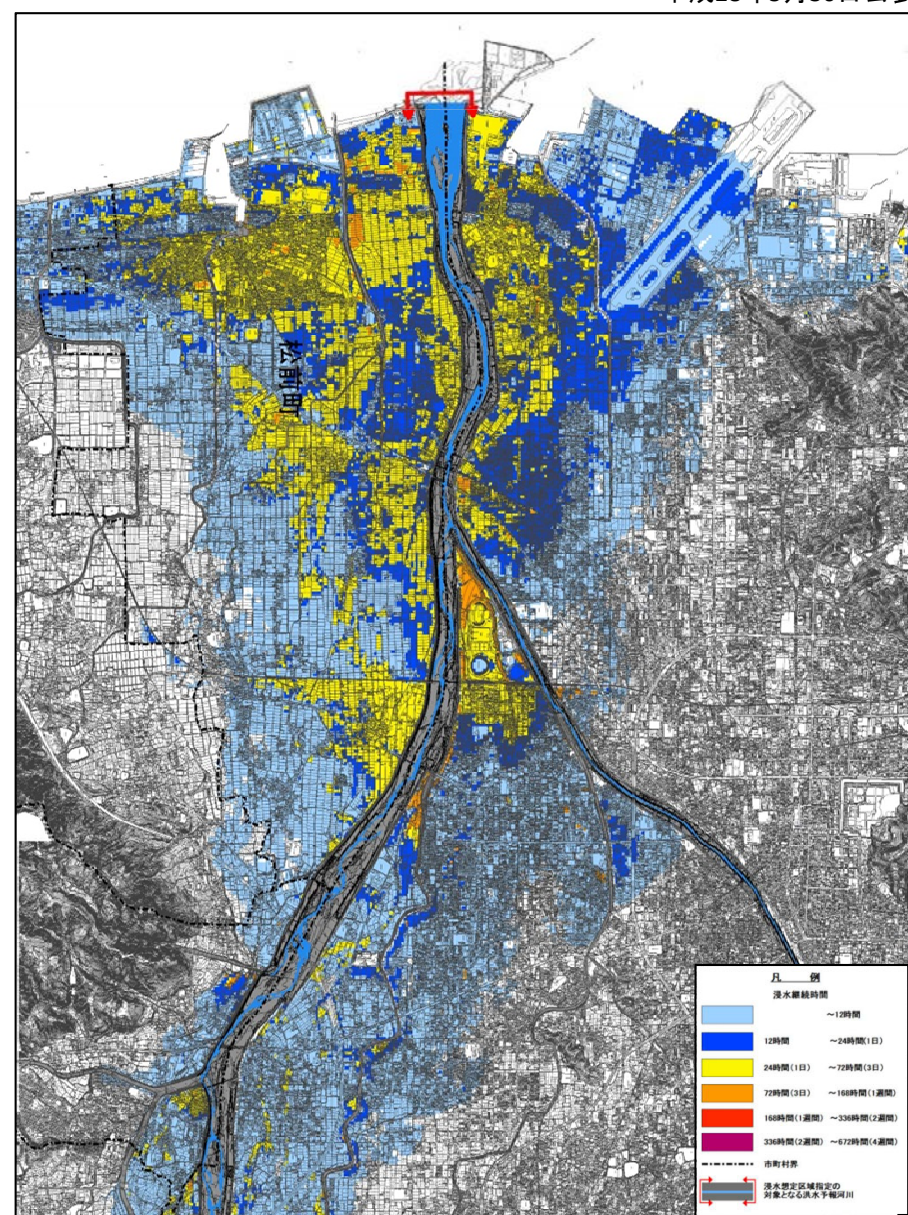 松前町
凡 例
浸水継続時間
～12時間
12時間 ～24時間(1日)
24時間(1日) ～72時間(3日)
72時間(3日) ～168時間(1週間)
168時間(1週間) ～336時間(2週間)
336時間(2週間) ～672時間(4週間)
市町村界
浸水想定区域指定の
対象となる洪水予報河川